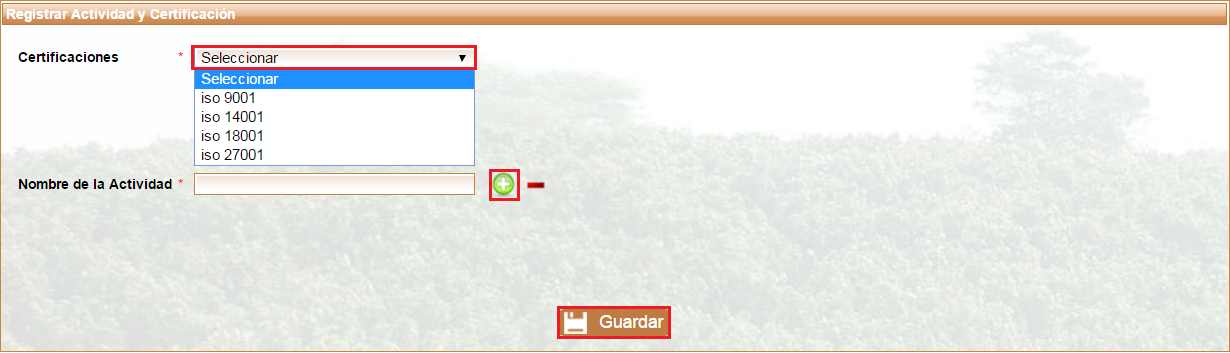 Registrar Actividad y Certificación
Certificaciones * Seleccionar
Seleccionar
iso 9001
iso 14001
iso 18001
iso 27001
Nombre de la Actividad *
Guardar